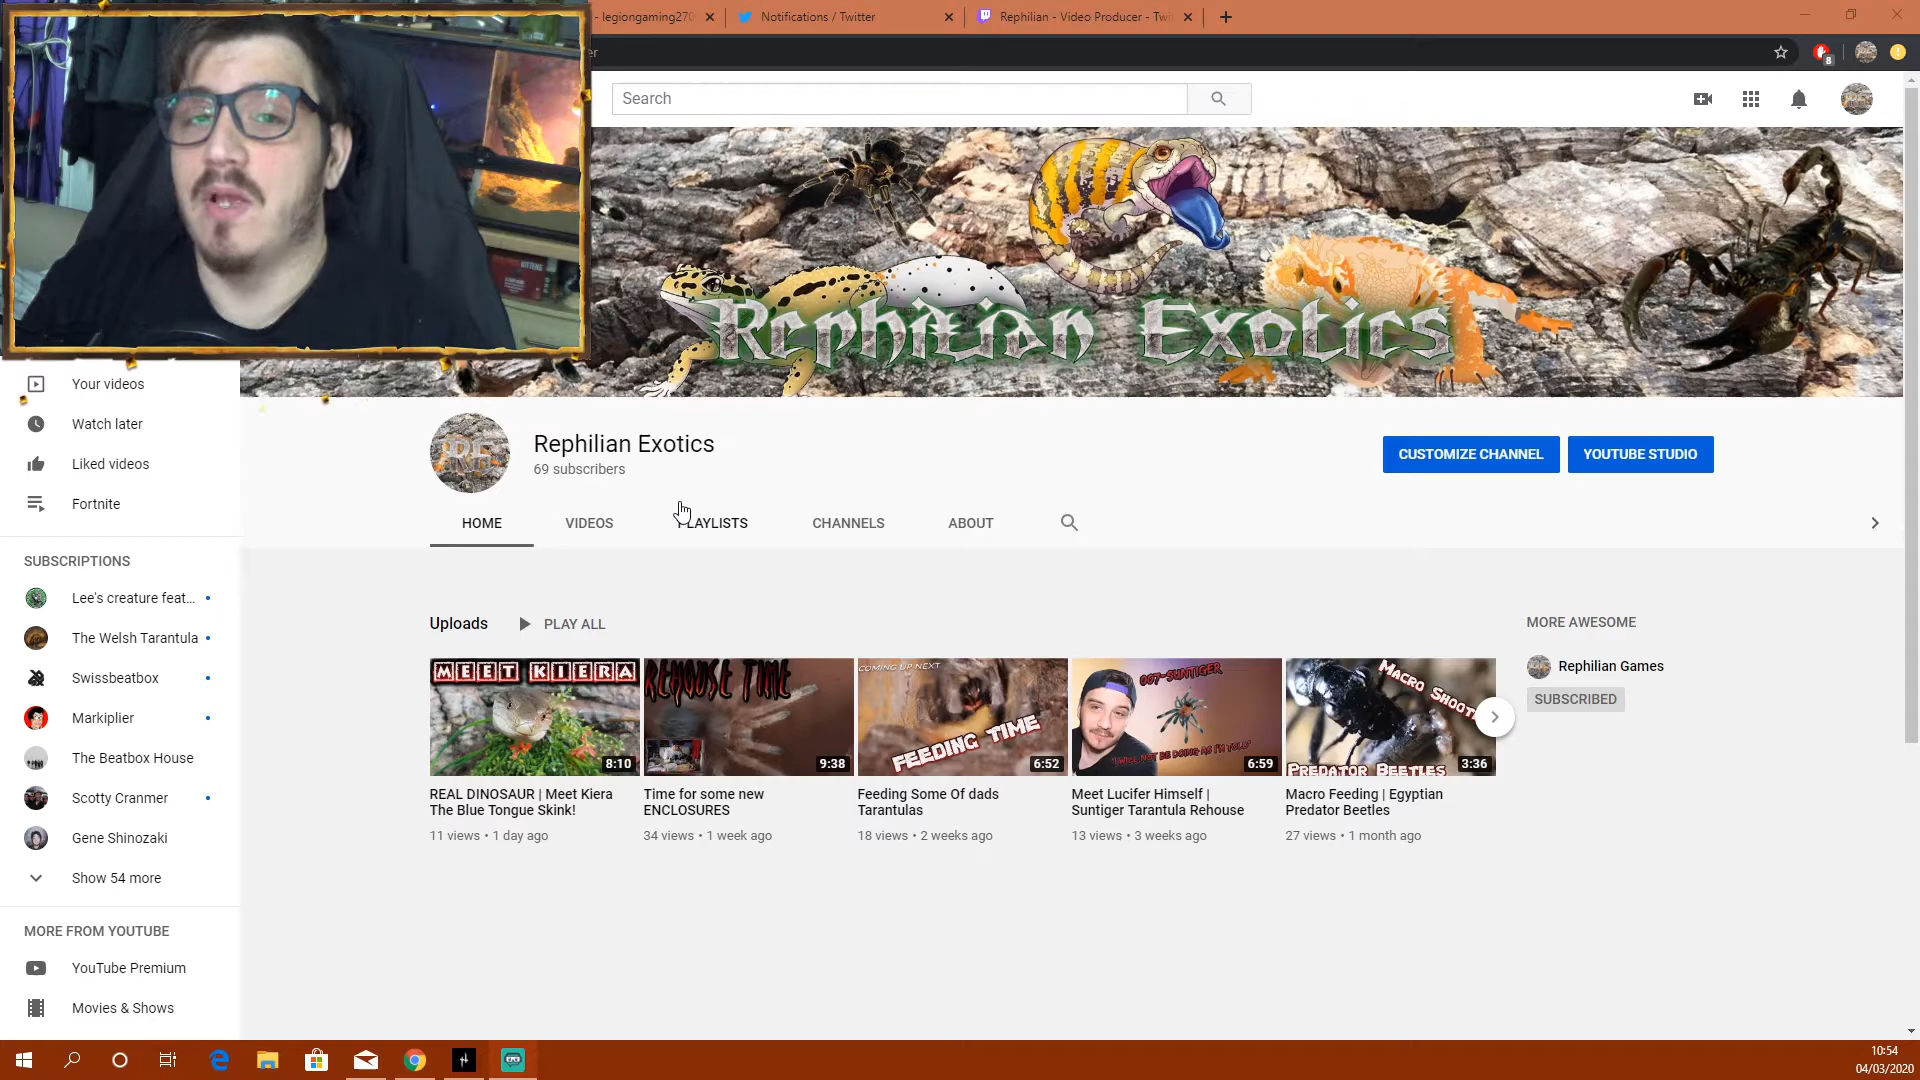 - legiongaming270
Notifications / Twitter
Rephilian - Video Producer - Twi
8
Search
Rephilian Exotics
Your videos
Watch later
Liked videos
Fortnite
SUBSCRIPTIONS
Lee's creature feat...
The Welsh Tarantula
Swissbeatbox
Markiplier
The Beatbox House
Scotty Cranmer
Gene Shinozaki
Show 54 more
MORE FROM YOUTUBE
YouTube Premium
Movies & Shows
Rephilian Exotics
69 subscribers
CUSTOMIZE CHANNEL
YOUTUBE STUDIO
HOME
VIDEOS
PLAYLISTS
CHANNELS
ABOUT
Uploads
PLAY ALL
MEET KIERA
8:10
REAL DINOSAUR | Meet Kiera
The Blue Tongue Skink!
11 views • 1 day ago
REHOUSE TIME
9:38
Time for some new
ENCLOSURES
34 views • 1 week ago
COMING UP NEXT
FEEDING TIME
6:52
Feeding Some Of dads
Tarantulas
18 views • 2 weeks ago
007-SUNTIGER
"I WILL NOT BE DOING AS I'M TOLD"
6:59
Meet Lucifer Himself |
Suntiger Tarantula Rehouse
13 views • 3 weeks ago
MACRO SHOOT
PREDATOR BEETLES
3:36
Macro Feeding | Egyptian
Predator Beetles
27 views • 1 month ago
MORE AWESOME
Rephilian Games
SUBSCRIBED
10:54
04/03/2020